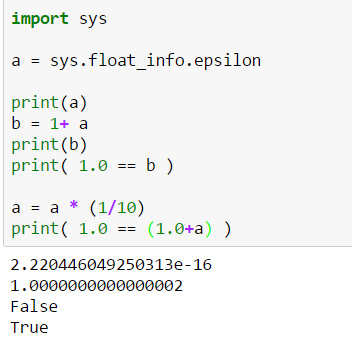 import sys
a = sys.float_info.epsilon
print(a)
b = 1+ a
print(b)
print( 1.0 == b )
a = a * (1/10)
print( 1.0 == (1.0+a) )
2.220446049250313e-16
1.0000000000000002
False
True